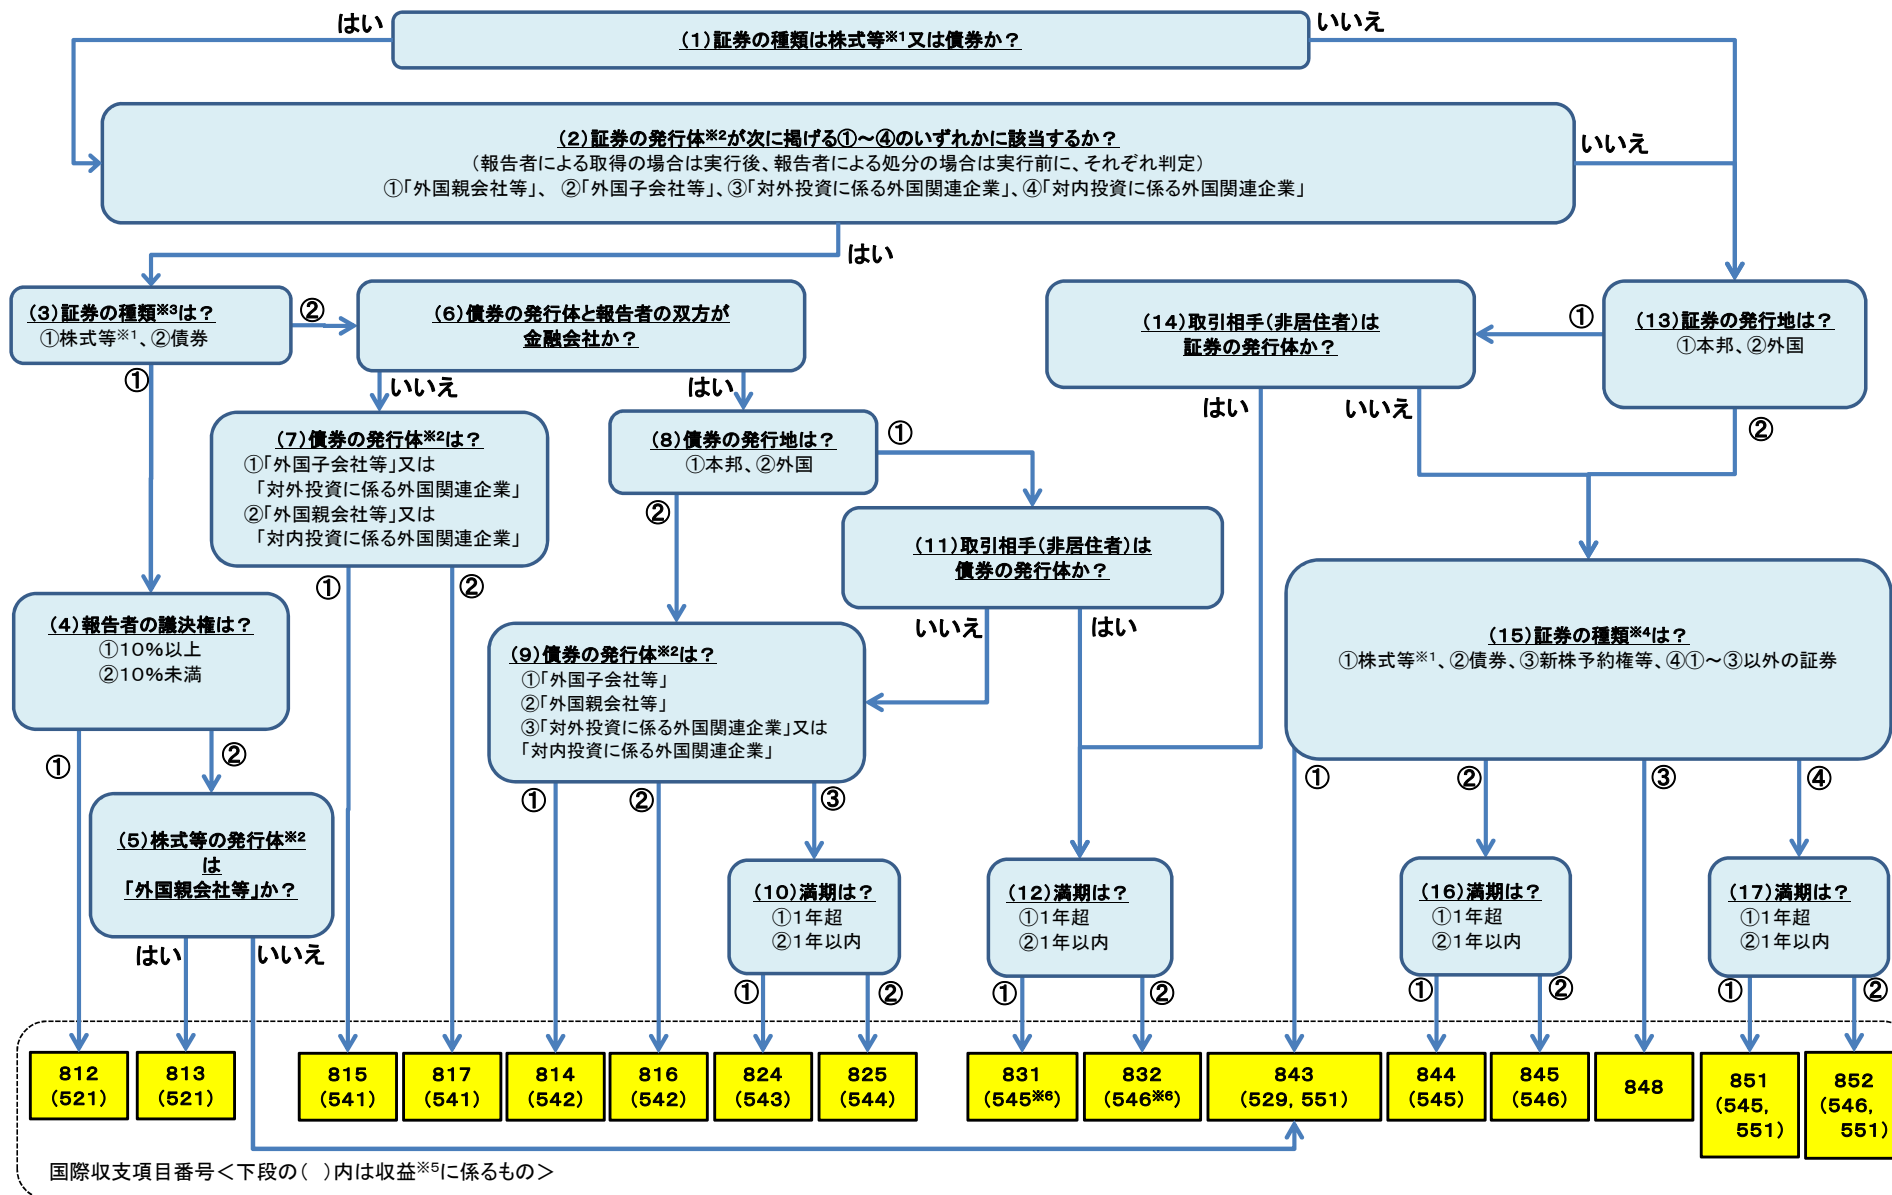 はい
(1)証券の種類は株式等※1又は債券か？
いいえ
(2)証券の発行体※2が次に掲げる①～④のいずれかに該当するか？
(報告者による取得の場合は実行後、報告者による処分の場合は実行前に、それぞれ判定)
①「外国親会社等」、 ②「外国子会社等」、③「対外投資に係る外国関連企業」、④「対内投資に係る外国関連企業」
いいえ
はい
(3)証券の種類※3は？
①株式等※1、②債券
②
①
(6)債券の発行体と報告者の双方が
金融会社か？
いいえ
はい
(14)取引相手(非居住者)は
証券の発行体か？
はい
いいえ
①
(13)証券の発行地は？
①本邦、②外国
②
(7)債券の発行体※2は？
①「外国子会社等」又は
「対外投資に係る外国関連企業」
②「外国親会社等」又は
「対内投資に係る外国関連企業」
①
②
(8)債券の発行地は？
①本邦、②外国
①
②
(11)取引相手(非居住者)は
債券の発行体か？
いいえ
はい
(4)報告者の議決権は？
①10％以上
②10％未満
①
②
(9)債券の発行体※2は？
①「外国子会社等」
②「外国親会社等」
③「対外投資に係る外国関連企業」又は
「対内投資に係る外国関連企業」
①
②
③
(15)証券の種類※4は？
①株式等※1、②債券、③新株予約権等、④①～③以外の証券
①
②
③
④
(5)株式等の発行体※2
は
「外国親会社等」か？
はい
いいえ
(10)満期は？
①1年超
②1年以内
①
②
(12)満期は？
①1年超
②1年以内
①
②
(16)満期は？
①1年超
②1年以内
①
②
(17)満期は？
①1年超
②1年以内
①
②
812
(521)
813
(521)
815
(541)
817
(541)
814
(542)
816
(542)
824
(543)
825
(544)
831
(545※6)
832
(546※6)
843
(529, 551)
844
(545)
845
(546)
848
851
(545,
551)
852
(546,
551)
国際収支項目番号＜下段の( )内は収益※5に係るもの＞